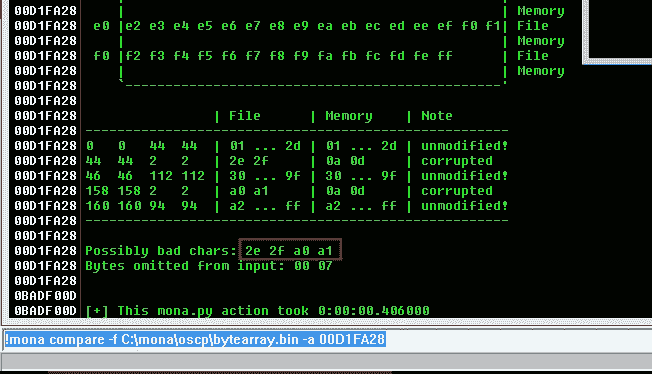 00D1FA28 | | Memory
00D1FA28 e0 |e2 e3 e4 e5 e6 e7 e8 e9 ea eb ec ed ee ef f0 f1| File
00D1FA28 | | Memory
00D1FA28 f0 |f2 f3 f4 f5 f6 f7 f8 f9 fa fb fc fd fe ff | File
00D1FA28 | | Memory
00D1FA28 `-------------------------------------------------'
00D1FA28
00D1FA28 | File | Memory | Note
00D1FA28 -----------------------------------------------------
00D1FA28 0 0 44 44 | 01 ... 2d | 01 ... 2d | unmodified!
00D1FA28 44 44 2 2 | 2e 2f | 0a 0d | corrupted
00D1FA28 46 46 112 112 | 30 ... 9f | 30 ... 9f | unmodified!
00D1FA28 158 158 2 2 | a0 a1 | 0a 0d | corrupted
00D1FA28 160 160 94 94 | a2 ... ff | a2 ... ff | unmodified!
00D1FA28 -----------------------------------------------------
00D1FA28
00D1FA28 Possibly bad chars: 2e 2f a0 a1
00D1FA28 Bytes omitted from input: 00 07
00D1FA28
0BADF00D
0BADF00D [+] This mona.py action took 0:00:00.406000
!mona compare -f C:\mona\oscp\bytearray.bin -a 00D1FA28